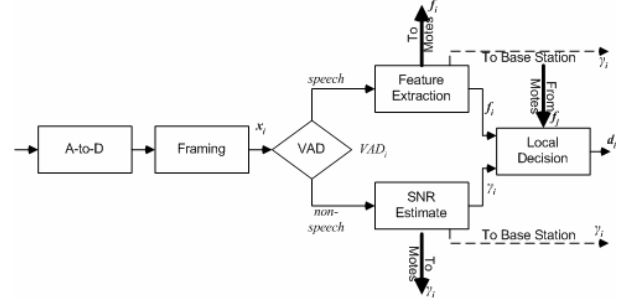 f_i
To
Motes
To Base Station
γ_i
speech
Feature
Extraction
From
Motes
f_j
f_i
x_i
A-to-D
Framing
VAD
VAD_i
Local
Decision
d_i
SNR
Estimate
γ_i
non-
speech
To
Motes
γ_i
To Base Station
γ_i